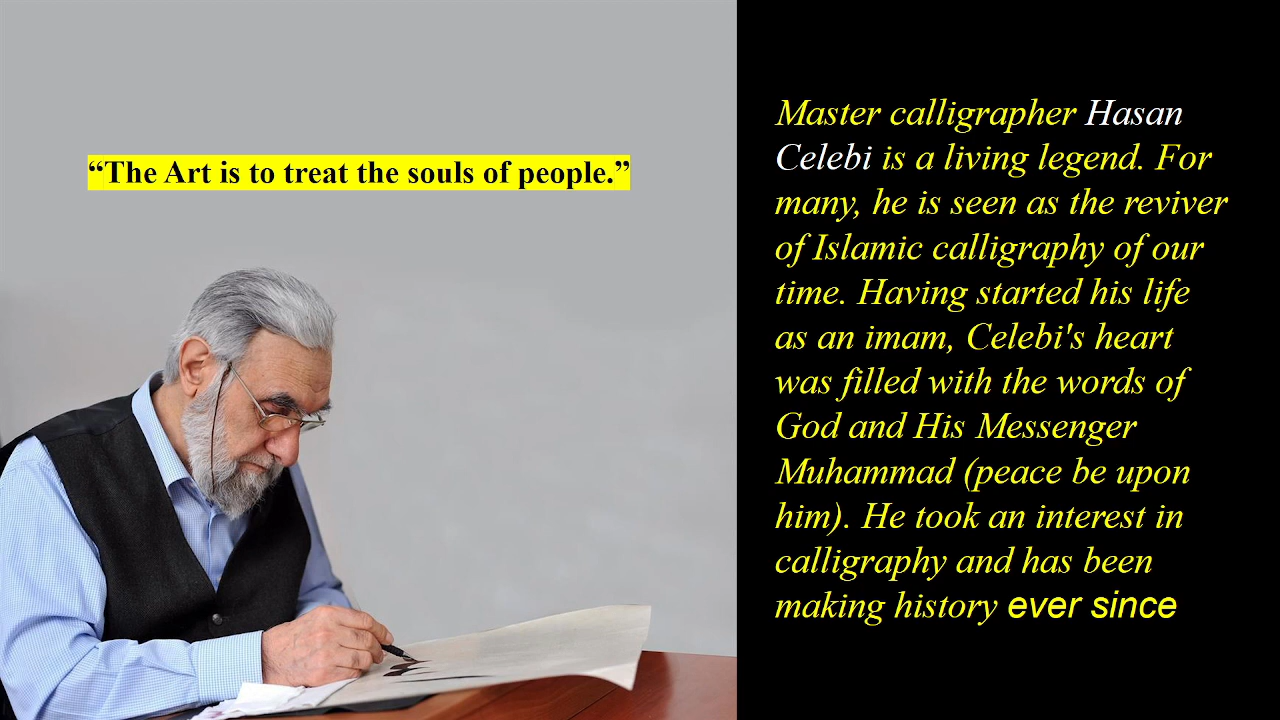 “The Art is to treat the souls of people.”
Master calligrapher Hasan
Celebi is a living legend. For
many, he is seen as the reviver
of Islamic calligraphy of our
time. Having started his life
as an imam, Celebi's heart
was filled with the words of
God and His Messenger
Muhammad (peace be upon
him). He took an interest in
calligraphy and has been
making history ever since